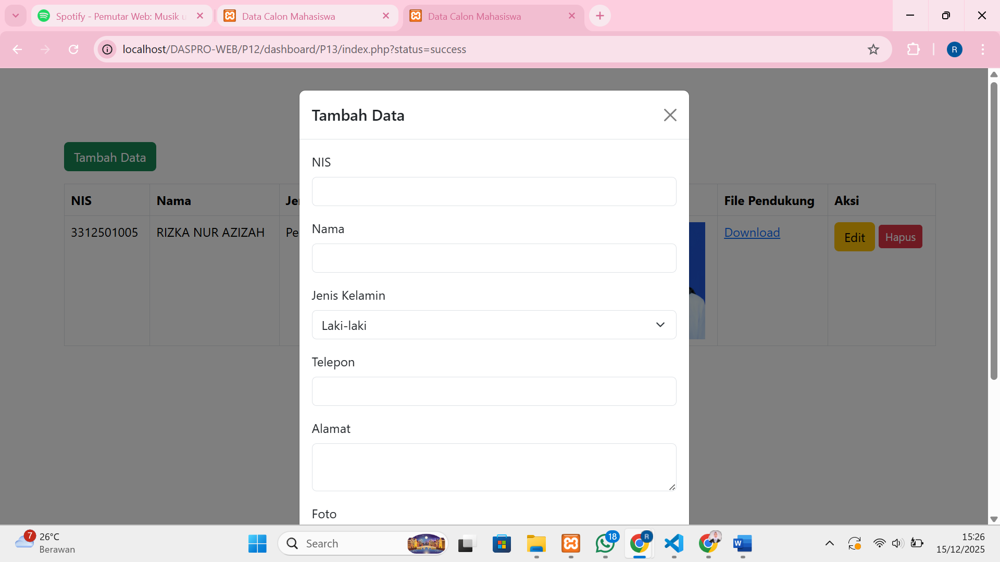 Spotify - Pemutar Web: Musik u
Data Calon Mahasiswa
Data Calon Mahasiswa
localhost/DASPRO-WEB/P12/dashboard/P13/index.php?status=success
R
Tambah Data
Tambah Data
NIS
Nama
Jenis Kelamin
Laki-laki
Telepon
Alamat
Foto
NIS
Nama
Je
File Pendukung
Aksi
3312501005
RIZKA NUR AZIZAH
Pe
Download
Edit
Hapus
7
26°C
Berawan
Search
18
R
W
15:26
15/12/2025